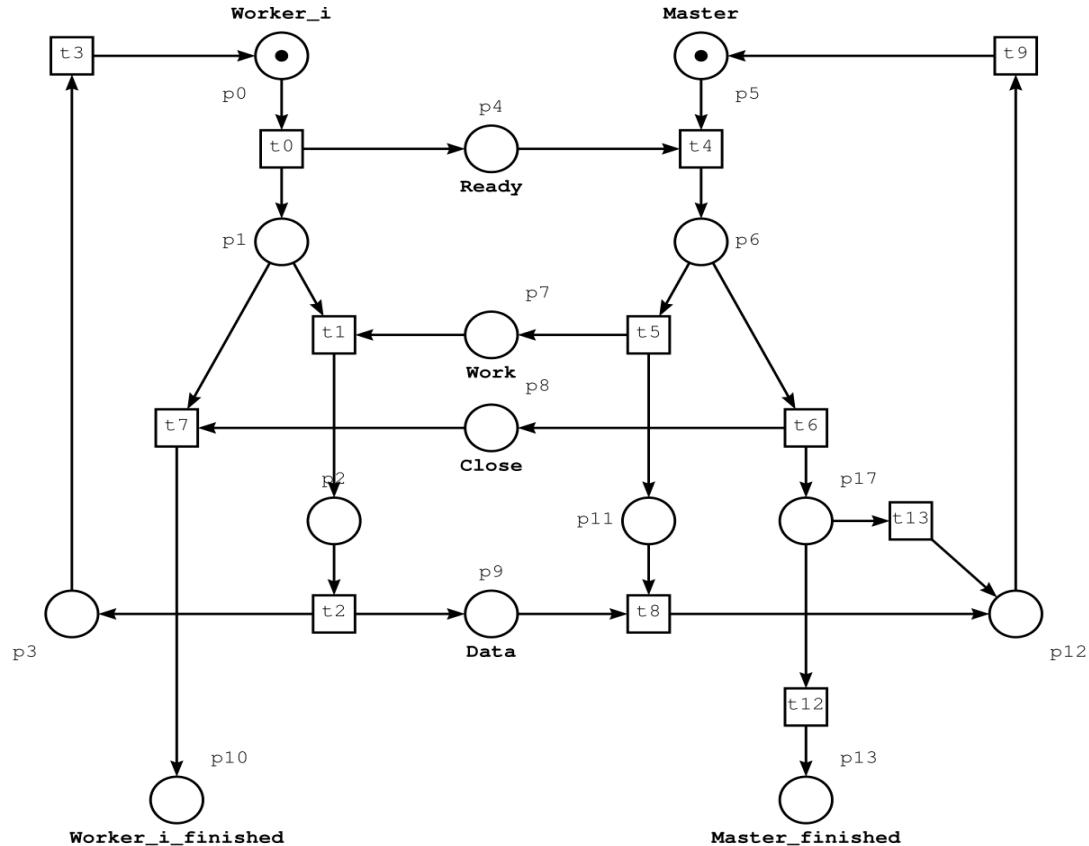 Worker_i
Master
t3
t9
p0
p4
p5
t0
t4
Ready
p1
p6
p7
t1
t5
Work
p8
t7
t6
Close
p2
p17
p11
t13
p9
t2
t8
p3
Data
p12
t12
p10
p13
Worker_i_finished
Master_finished